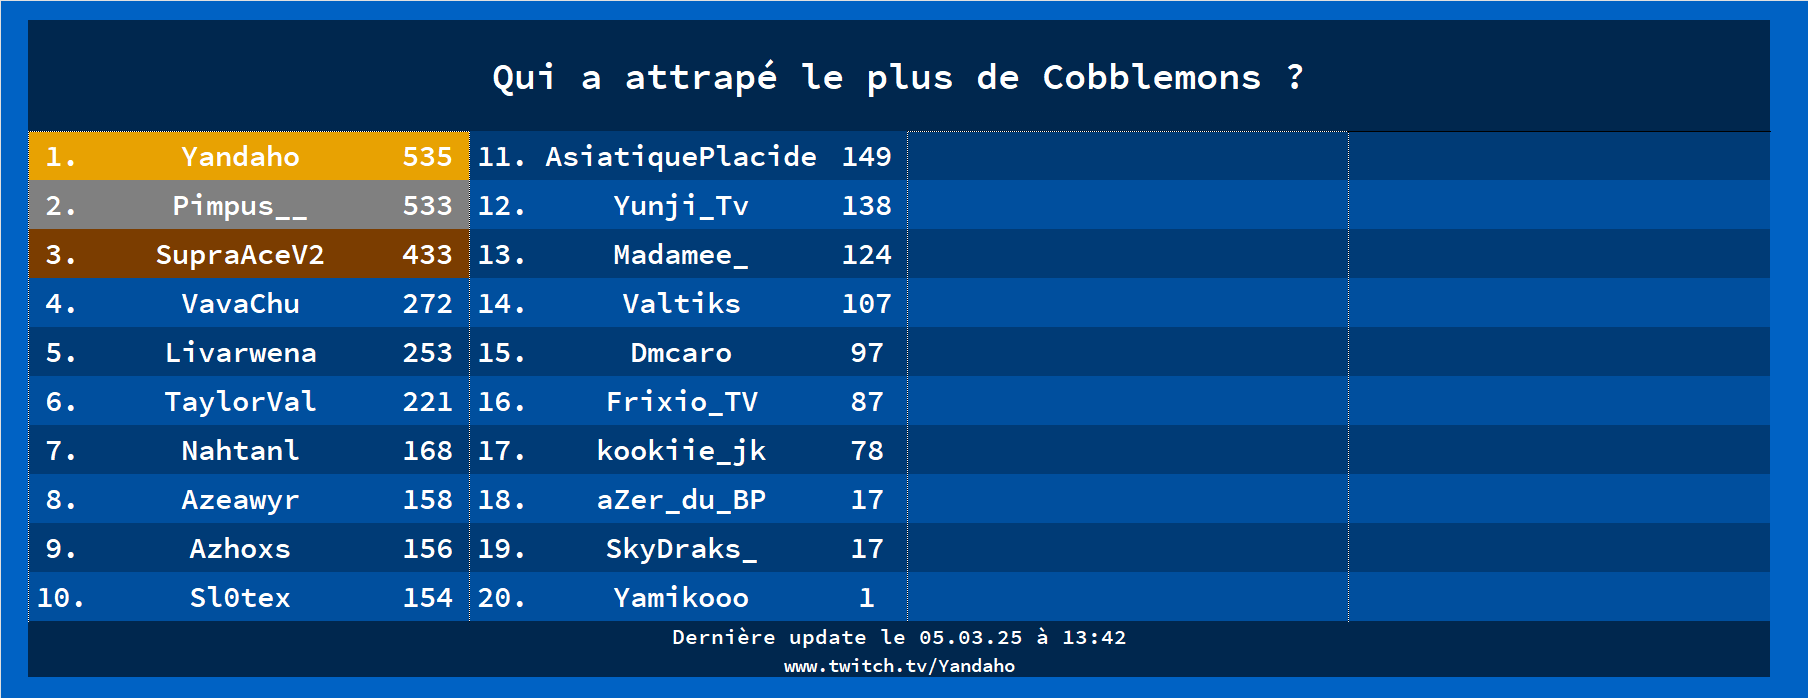 Qui a attrapé le plus de Cobblemons ?
1. Yandaho 535
2. Pimpus__ 533
3. SupraAceV2 433
4. VavaChu 272
5. Livarwena 253
6. TaylorVal 221
7. Nahtanl 168
8. Azeawyr 158
9. Azhoxs 156
10. Sl0tex 154
11. AsiatiquePlacide 149
12. Yunji_Tv 138
13. Madamee_ 124
14. Valtiks 107
15. Dmcaro 97
16. Frixio_TV 87
17. kookiie_jk 78
18. aZer_du_BP 17
19. SkyDraks_ 17
20. Yamikooo 1
Dernière update le 05.03.25 à 13:42
www.twitch.tv/Yandaho